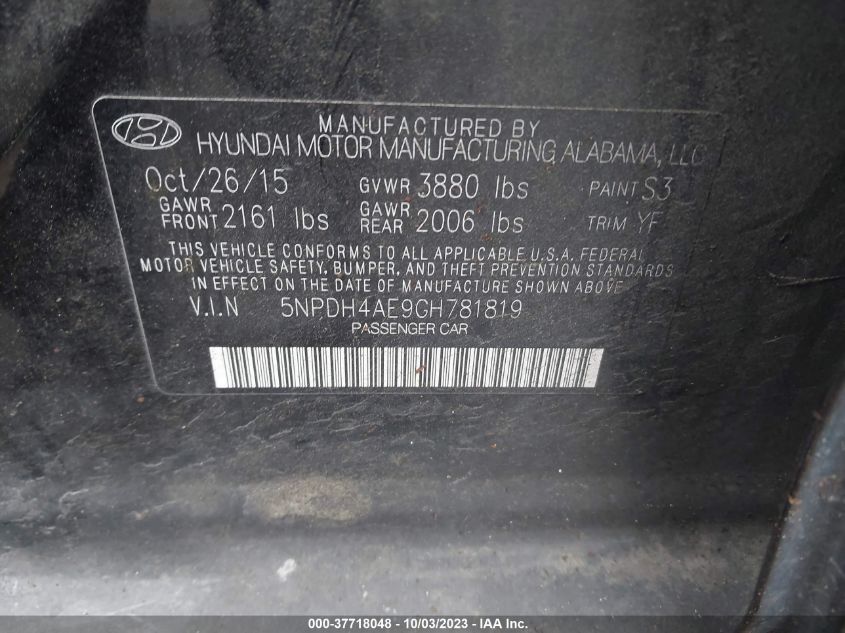 MANUFACTURED BY
HYUNDAI MOTOR MANUFACTURING ALABAMA, LLC
Oct/26/15 GVWR 3880 lbs PAINT S3
GAWR FRONT 2161 lbs GAWR REAR 2006 lbs TRIM YF
THIS VEHICLE CONFORMS TO ALL APPLICABLE U.S.A. FEDERAL
MOTOR VEHICLE SAFETY, BUMPER, AND THEFT PREVENTION STANDARDS
IN EFFECT ON THE DATE OF MANUFACTURE SHOWN ABOVE
V.I.N 5NPDH4AE9GH781819
PASSENGER CAR
000-37718048 - 10/03/2023 - IAA Inc.